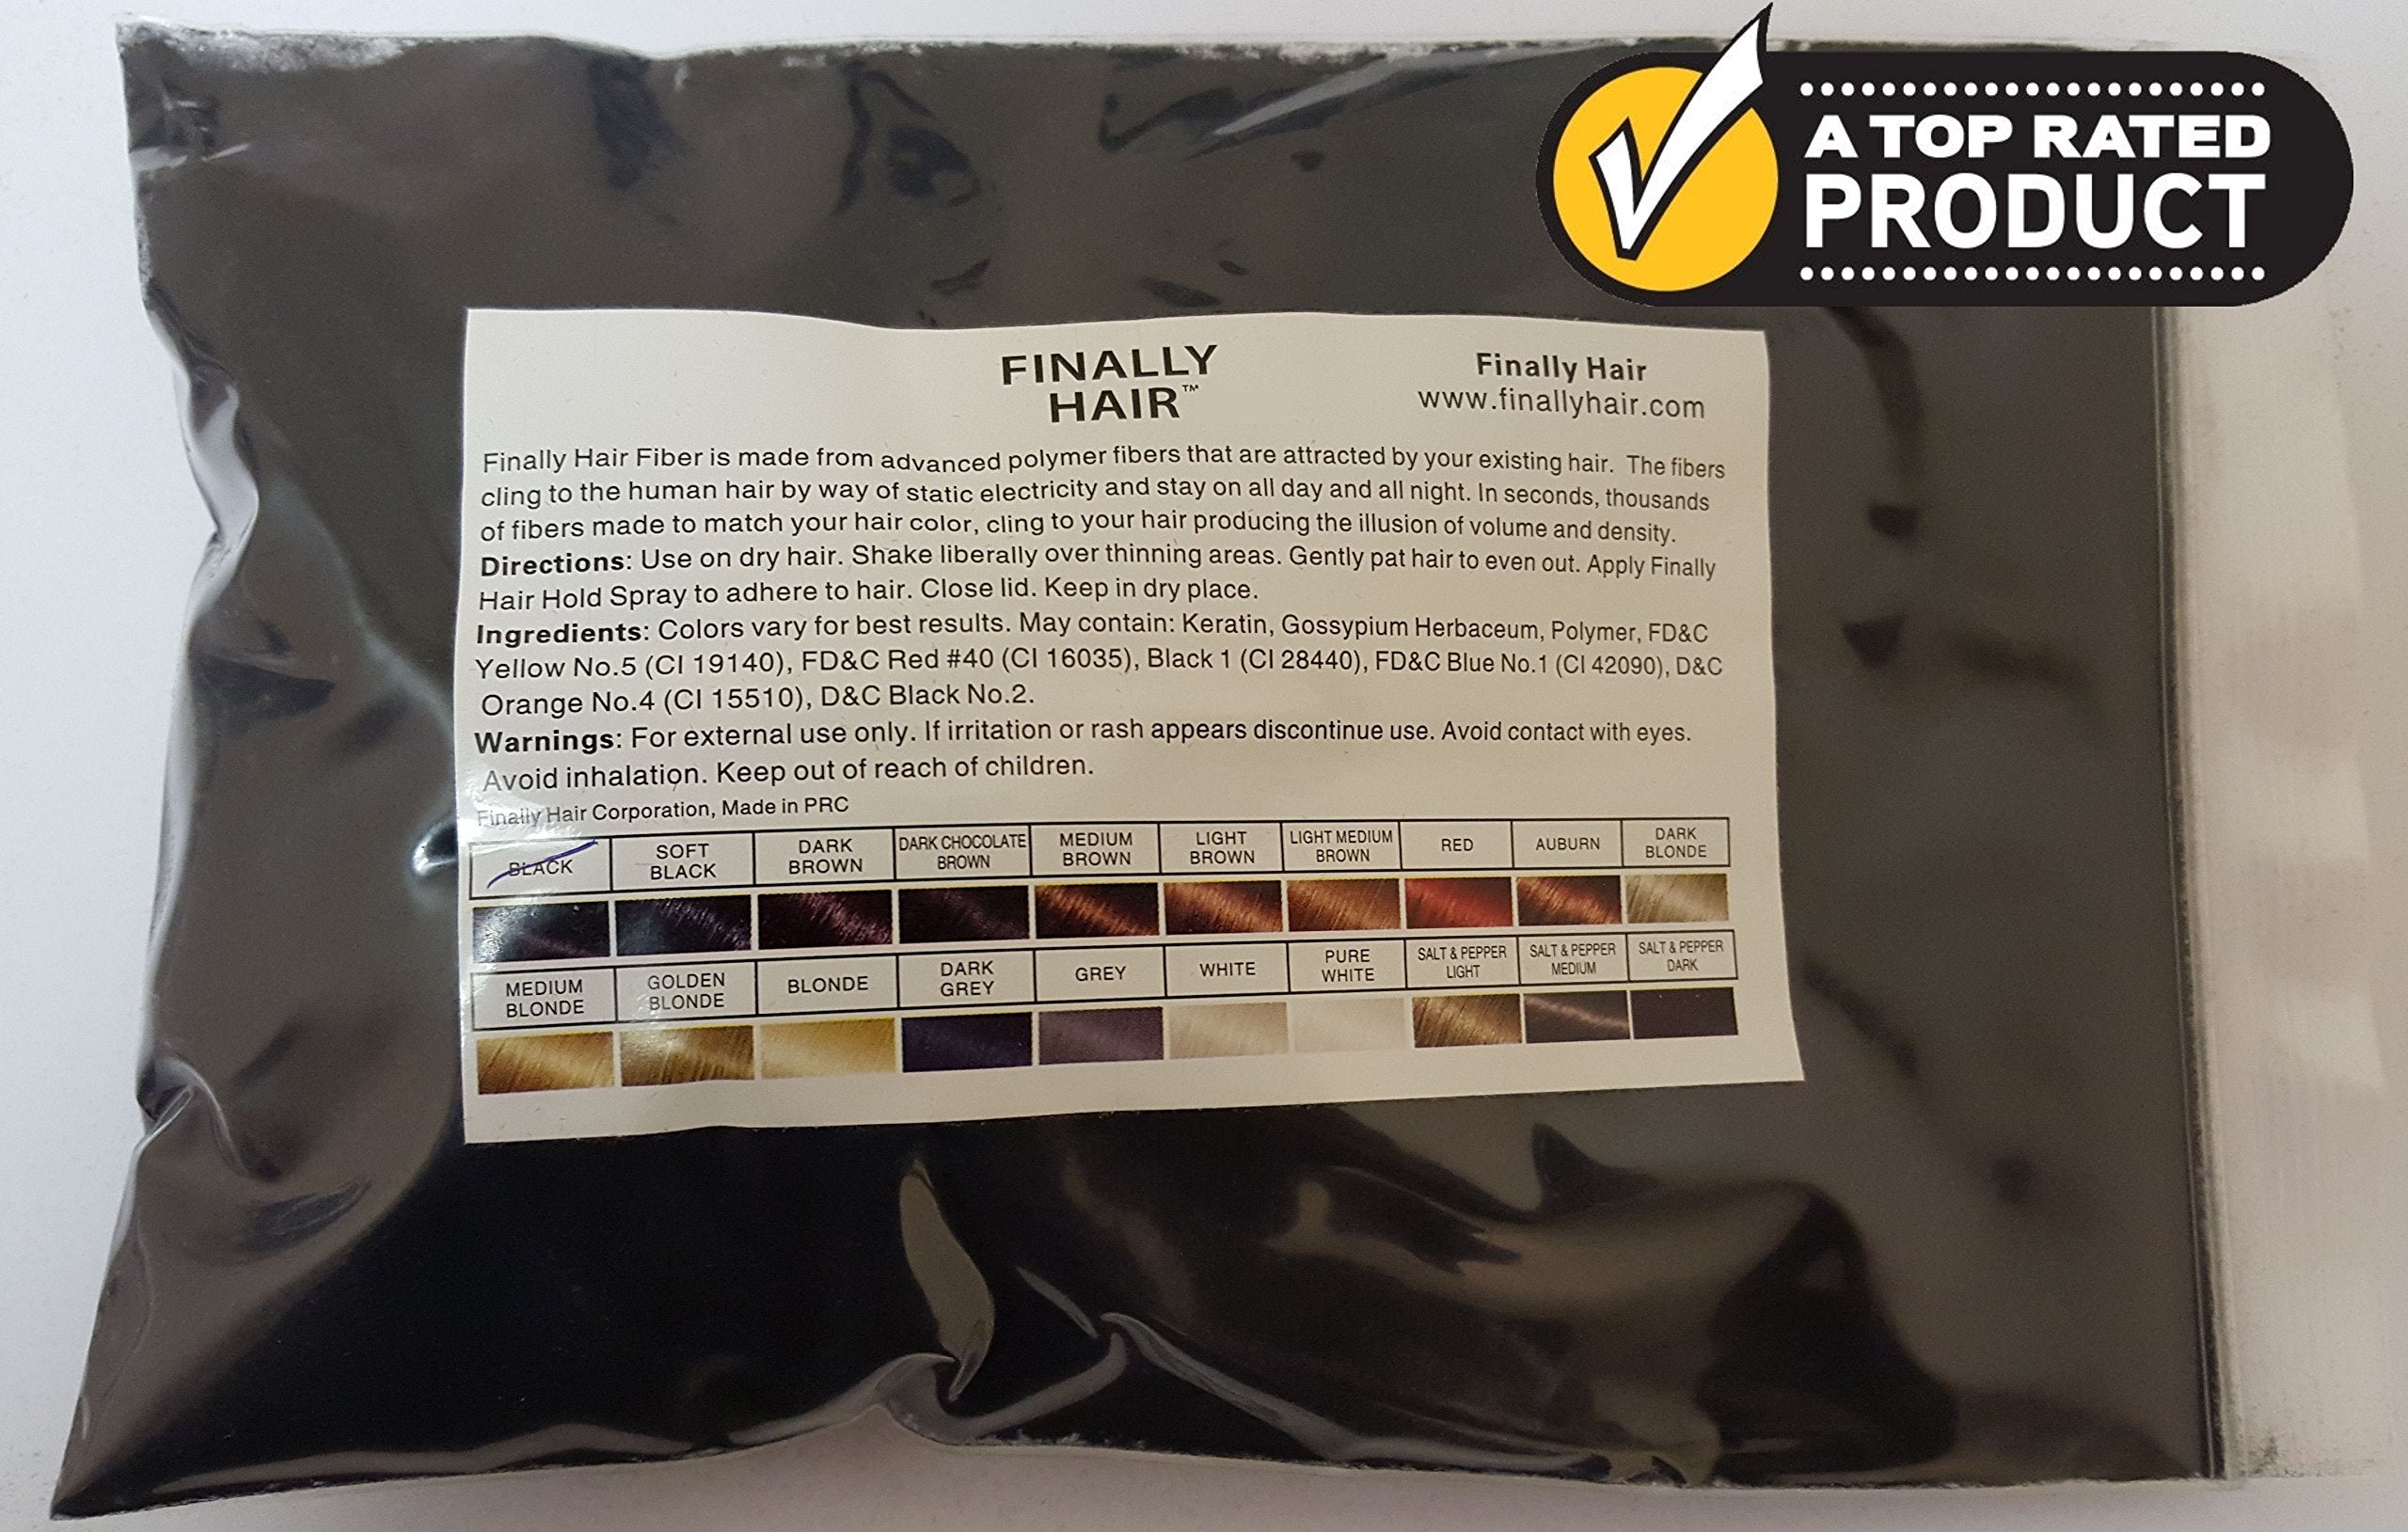 A TOP RATED
PRODUCT
FINALLY
HAIR™
Finally Hair
www.finallyhair.com
Finally Hair Fiber is made from advanced polymer fibers that are attracted by your existing hair. The fibers
cling to the human hair by way of static electricity and stay on all day and all night. In seconds, thousands
of fibers made to match your hair color, cling to your hair producing the illusion of volume and density.
Directions: Use on dry hair. Shake liberally over thinning areas. Gently pat hair to even out. Apply Finally
Hair Hold Spray to adhere to hair. Close lid. Keep in dry place.
Ingredients: Colors vary for best results. May contain: Keratin, Gossypium Herbaceum, Polymer, FD&C
Yellow No.5 (CI 19140), FD&C Red #40 (CI 16035), Black 1 (CI 28440), FD&C Blue No.1 (CI 42090), D&C
Orange No.4 (CI 15510), D&C Black No.2.
Warnings: For external use only. If irritation or rash appears discontinue use. Avoid contact with eyes.
Avoid inhalation. Keep out of reach of children.
Finally Hair Corporation, Made in PRC
BLACK
SOFT
BLACK
DARK
BROWN
DARK CHOCOLATE
BROWN
MEDIUM
BROWN
LIGHT
BROWN
LIGHT MEDIUM
BROWN
RED
AUBURN
DARK
BLONDE
MEDIUM
BLONDE
GOLDEN
BLONDE
BLONDE
DARK
GREY
GREY
WHITE
PURE
WHITE
SALT & PEPPER
LIGHT
SALT & PEPPER
MEDIUM
SALT & PEPPER
DARK